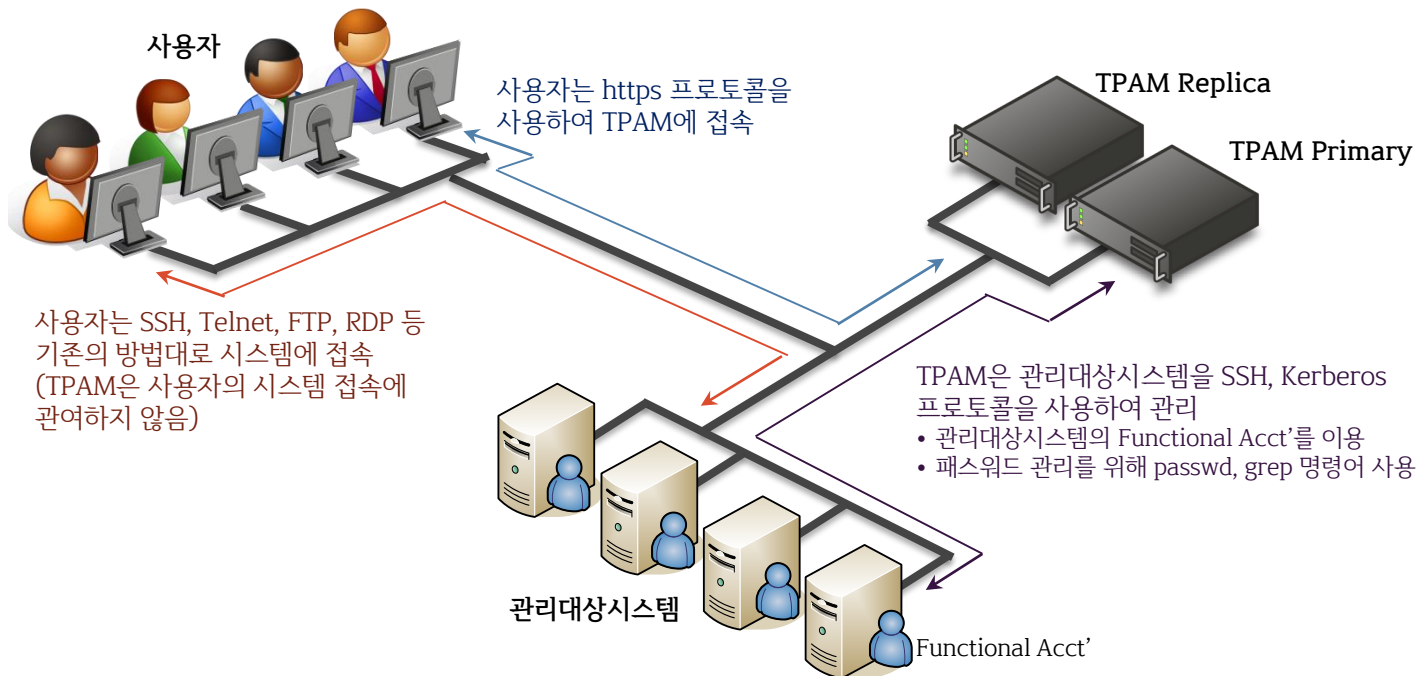 사용자
사용자는 https 프로토콜을
사용하여 TPAM에 접속
TPAM Replica
TPAM Primary
사용자는 SSH, Telnet, FTP, RDP 등
기존의 방법대로 시스템에 접속
(TPAM은 사용자의 시스템 접속에
관여하지 않음)
TPAM은 관리대상시스템을 SSH, Kerberos
프로토콜을 사용하여 관리
• 관리대상시스템의 Functional Acct’를 이용
• 패스워드 관리를 위해 passwd, grep 명령어 사용
관리대상시스템
Functional Acct’